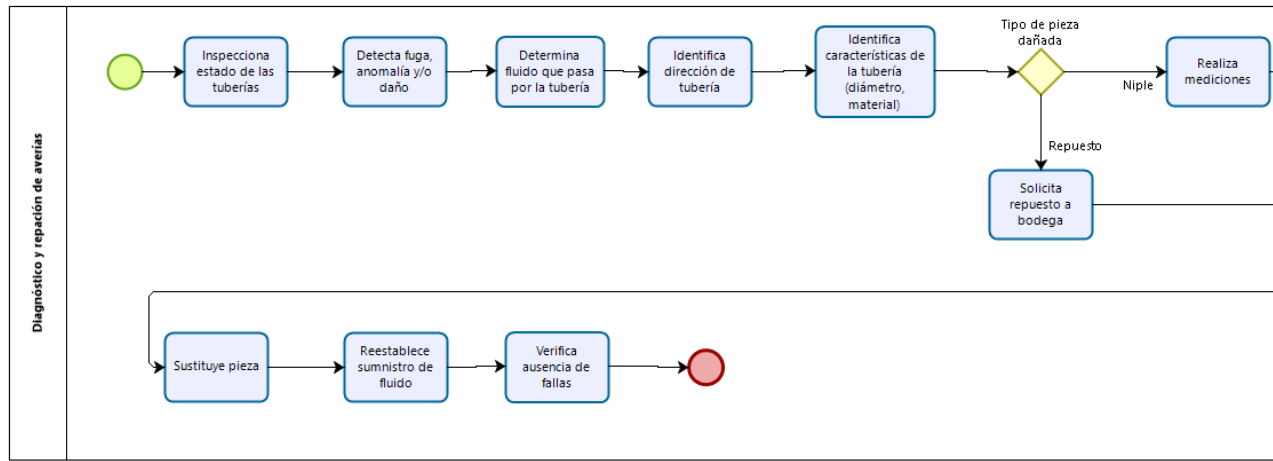 Diagnóstico y repación de averías
Inspecciona
estado de las
tuberías
Detecta fuga,
anomalía y/o
daño
Determina
fluido que pasa
por la tubería
Identifica
dirección de
tubería
Identifica
características de
la tubería
(diámetro,
material)
Tipo de pieza
dañada
Niple
Realiza
mediciones
Repuesto
Solicita
repuesto a
bodega
Sustituye pieza
Reestablece
sumnistro de
fluido
Verifica
ausencia de
fallas